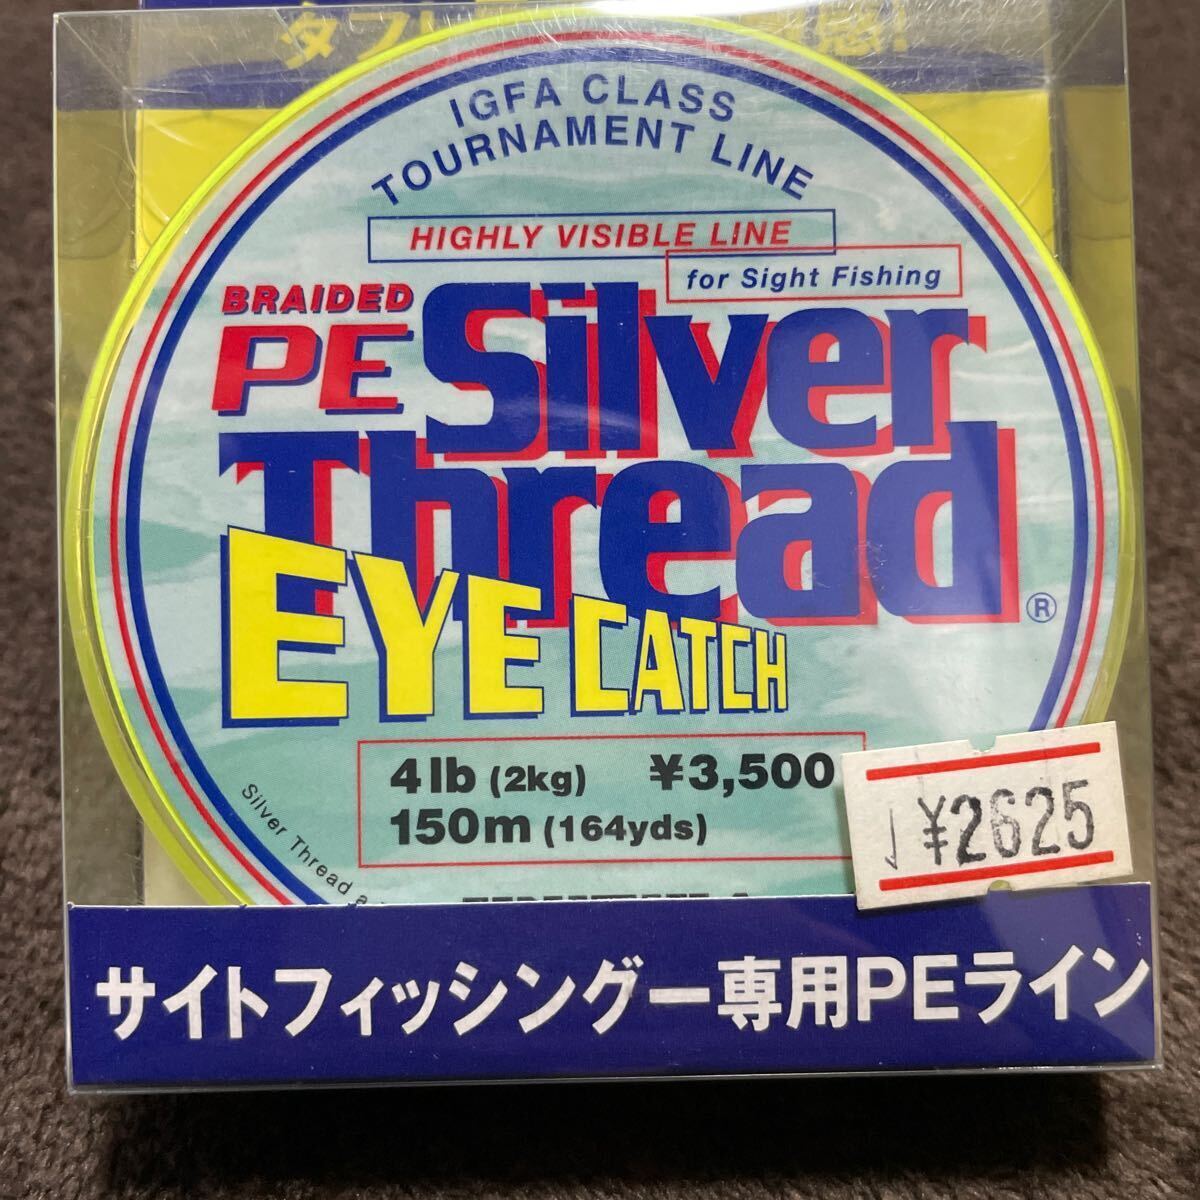 IGFA CLASS
TOURNAMENT LINE
HIGHLY VISIBLE LINE
for Sight Fishing
BRAIDED
PE Silver
Thread®
EYE CATCH
4lb (2kg) ¥3,500
150m (164yds)
¥2625
Silver Thread
サイトフィッシングー専用PEライン